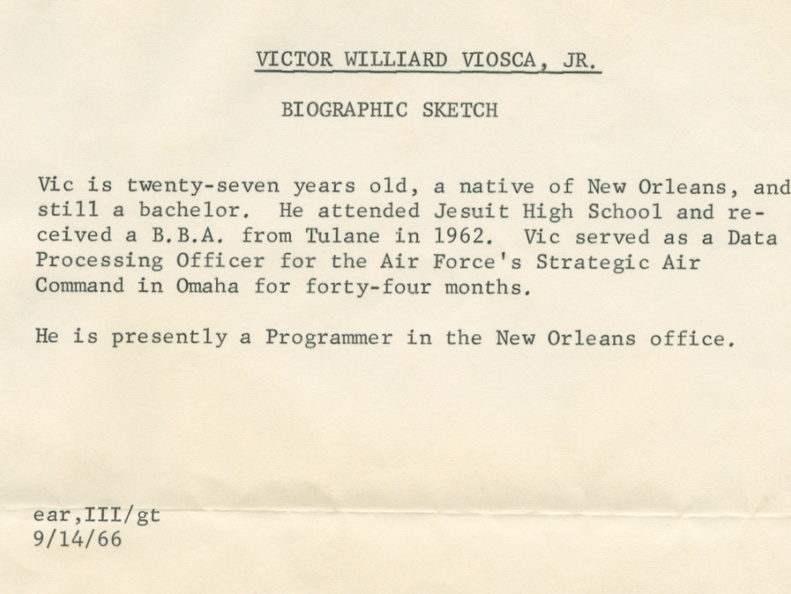 VICTOR WILLIARD VIOSCA, JR.
BIOGRAPHIC SKETCH
Vic is twenty-seven years old, a native of New Orleans, and
still a bachelor. He attended Jesuit High School and re-
ceived a B.B.A. from Tulane in 1962. Vic served as a Data
Processing Officer for the Air Force's Strategic Air
Command in Omaha for forty-four months.
He is presently a Programmer in the New Orleans office.
ear,III/gt
9/14/66